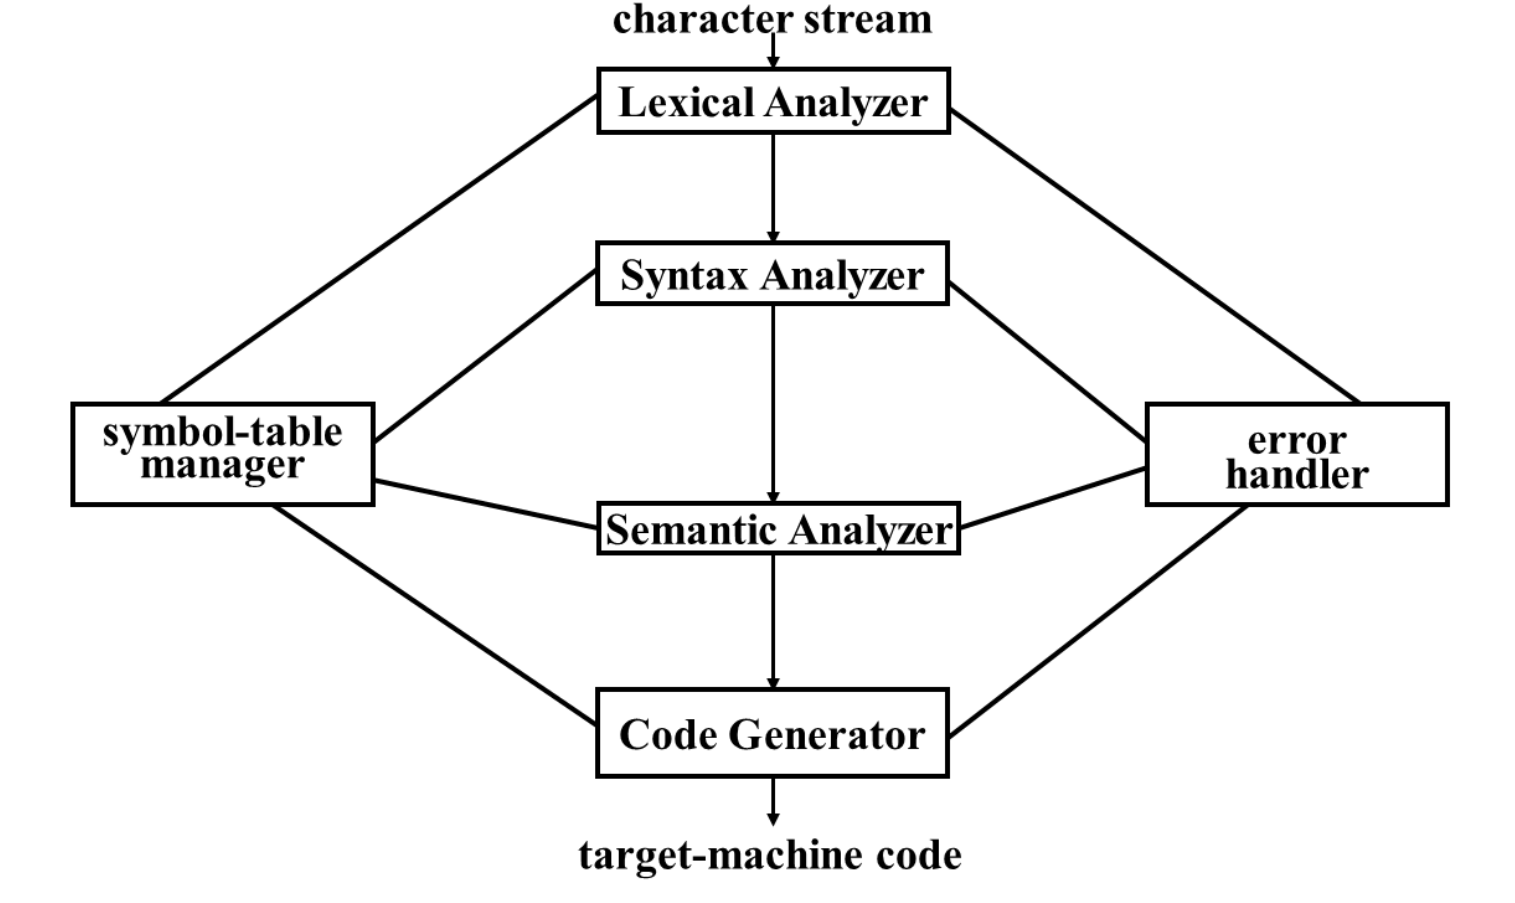 character stream
Lexical Analyzer
Syntax Analyzer
symbol-table
manager
error
handler
Semantic Analyzer
Code Generator
target-machine code